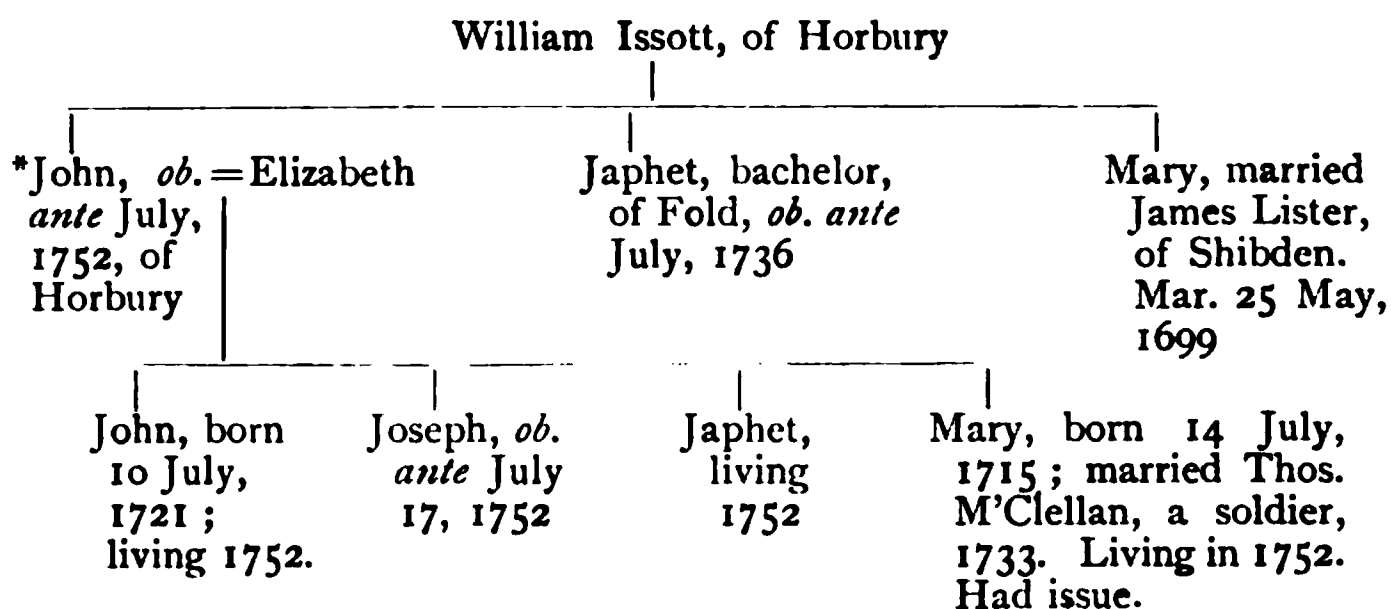 William Issott, of Horbury
*John, ob. = Elizabeth
ante July,
1752, of
Horbury
Japhet, bachelor,
of Fold, ob. ante
July, 1736
Mary, married
James Lister,
of Shibden.
Mar. 25 May,
1699
John, born
10 July,
1721 ;
living 1752.
Joseph, ob.
ante July
17, 1752
Japhet,
living
1752
Mary, born 14 July,
1715 ; married Thos.
M'Clellan, a soldier,
1733. Living in 1752.
Had issue.